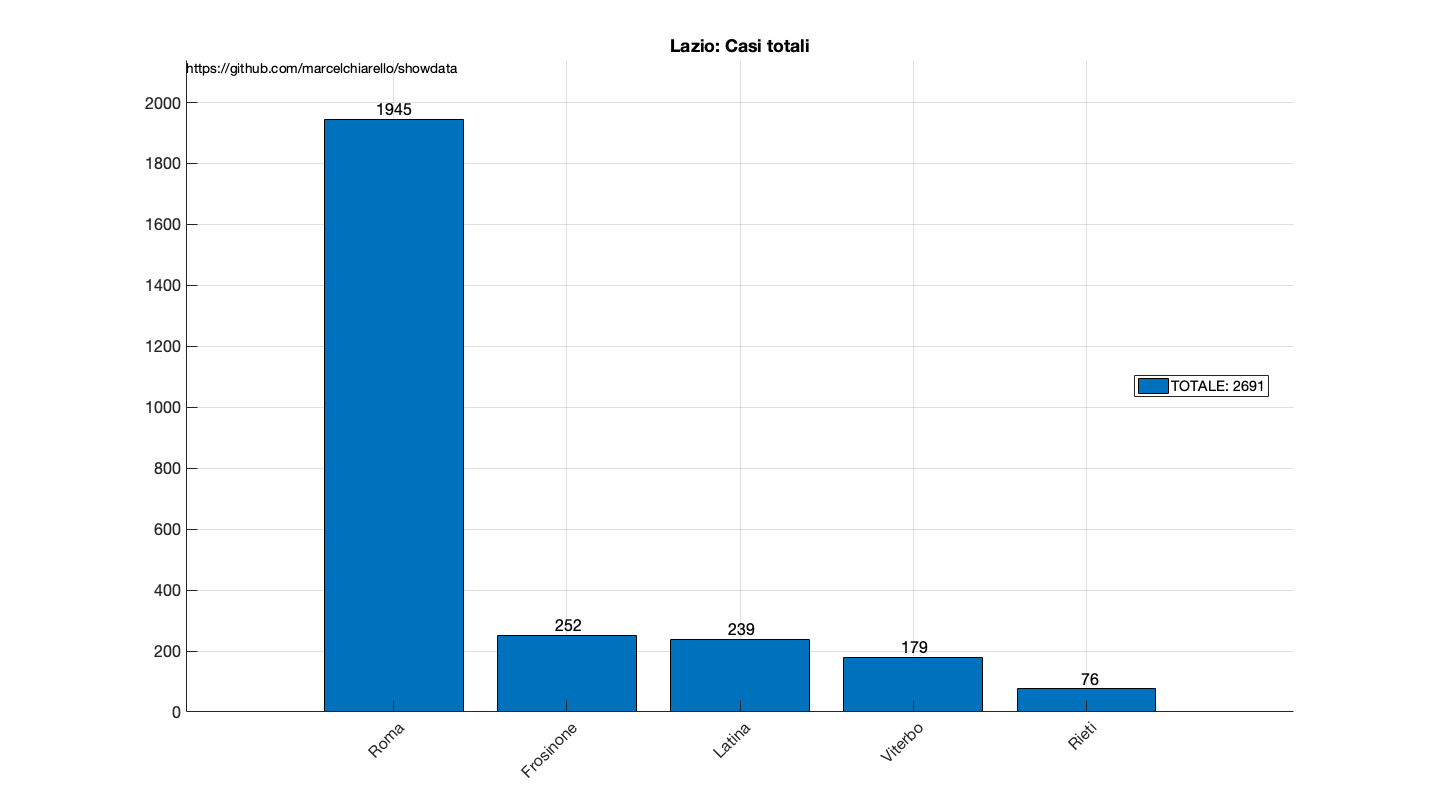 Lazio: Casi totali
https://github.com/marcelchiarello/showdata
2000
1800
1600
1400
1200
1000
800
600
400
200
0
1945
252
239
179
76
TOTALE: 2691
Roma
Frosinone
Latina
Viterbo
Rieti